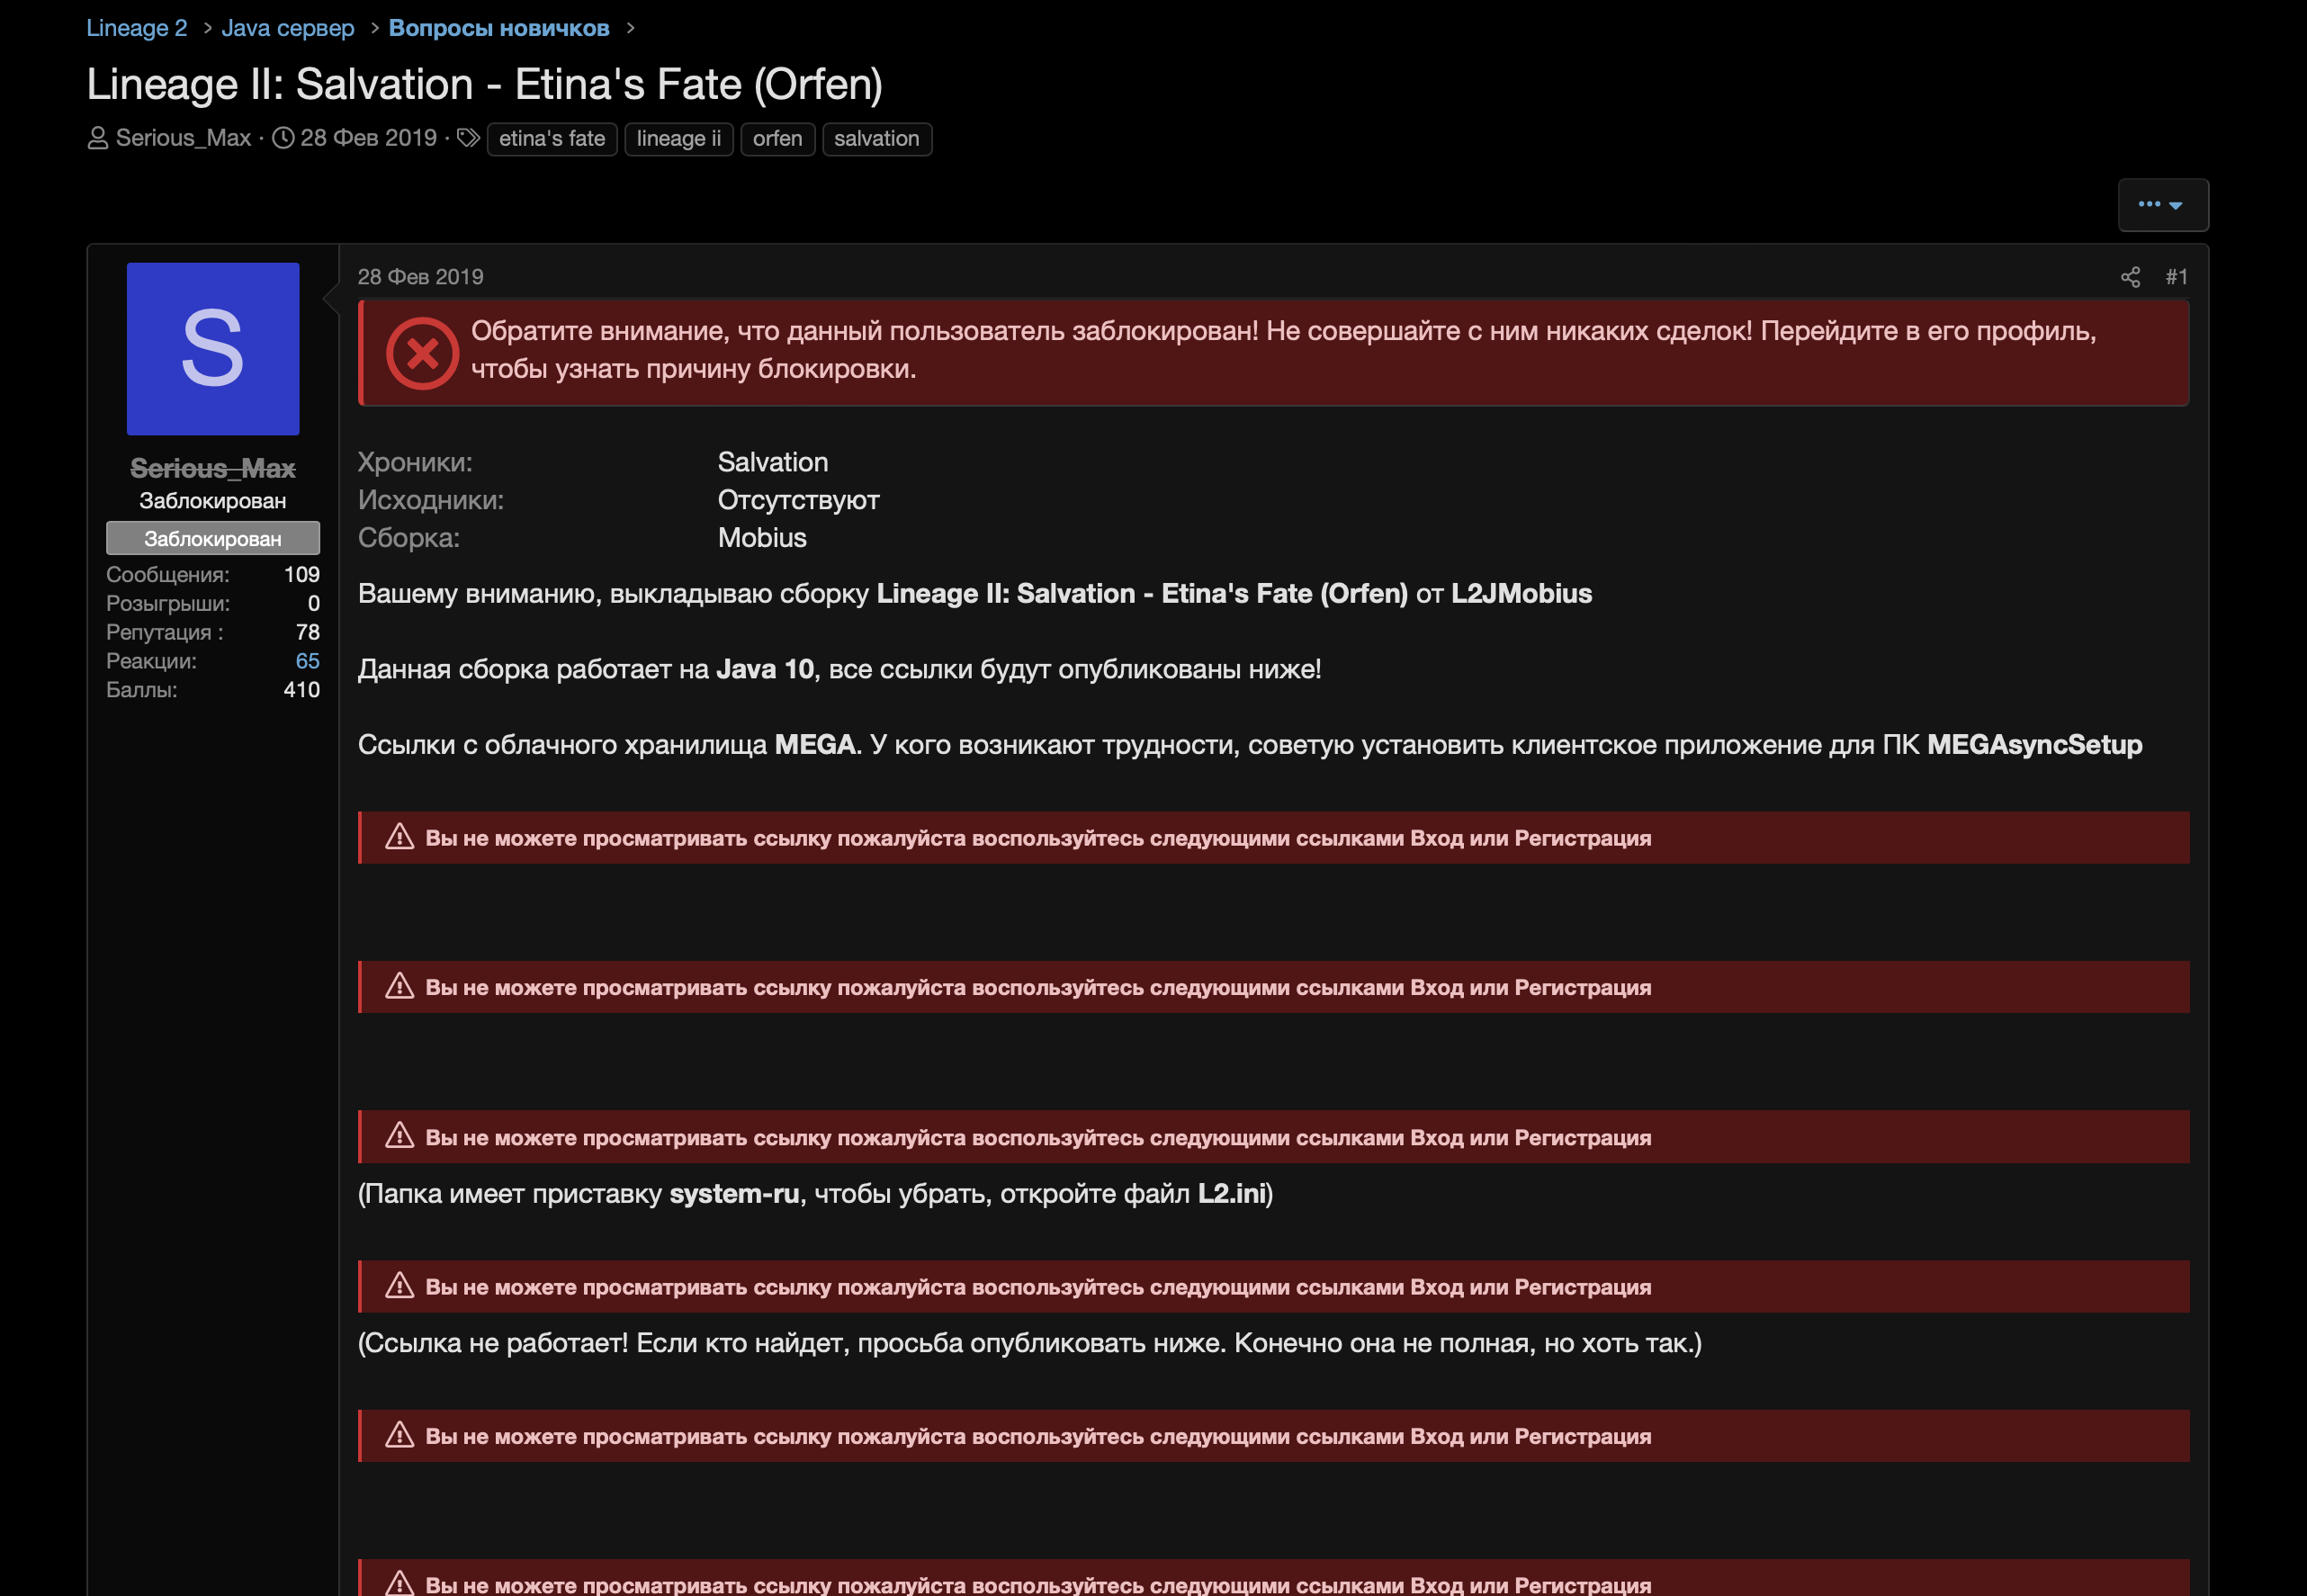 Lineage 2 > Java сервер > Вопросы новичков >
Lineage II: Salvation - Etina's Fate (Orfen)
Serious_Max · 28 Фев 2019 · etina's fate lineage ii orfen salvation
S
Serious_Max
Заблокирован
Заблокирован
Сообщения: 109
Розыгрыши: 0
Репутация : 78
Реакции: 65
Баллы: 410
28 Фев 2019 #1
Обратите внимание, что данный пользователь заблокирован! Не совершайте с ним никаких сделок! Перейдите в его профиль,
чтобы узнать причину блокировки.
Хроники: Salvation
Исходники: Отсутствуют
Сборка: Mobius
Вашему вниманию, выкладываю сборку Lineage II: Salvation - Etina's Fate (Orfen) от L2JMobius
Данная сборка работает на Java 10, все ссылки будут опубликованы ниже!
Ссылки с облачного хранилища MEGA. У кого возникают трудности, советую установить клиентское приложение для ПК MEGAsyncSetup
Вы не можете просматривать ссылку пожалуйста воспользуйтесь следующими ссылками Вход или Регистрация
Вы не можете просматривать ссылку пожалуйста воспользуйтесь следующими ссылками Вход или Регистрация
Вы не можете просматривать ссылку пожалуйста воспользуйтесь следующими ссылками Вход или Регистрация
(Папка имеет приставку system-ru, чтобы убрать, откройте файл L2.ini)
Вы не можете просматривать ссылку пожалуйста воспользуйтесь следующими ссылками Вход или Регистрация
(Ссылка не работает! Если кто найдет, просьба опубликовать ниже. Конечно она не полная, но хоть так.)
Вы не можете просматривать ссылку пожалуйста воспользуйтесь следующими ссылками Вход или Регистрация
Вы не можете просматривать ссылку пожалуйста воспользуйтесь следующими ссылками Вход или Регистрация